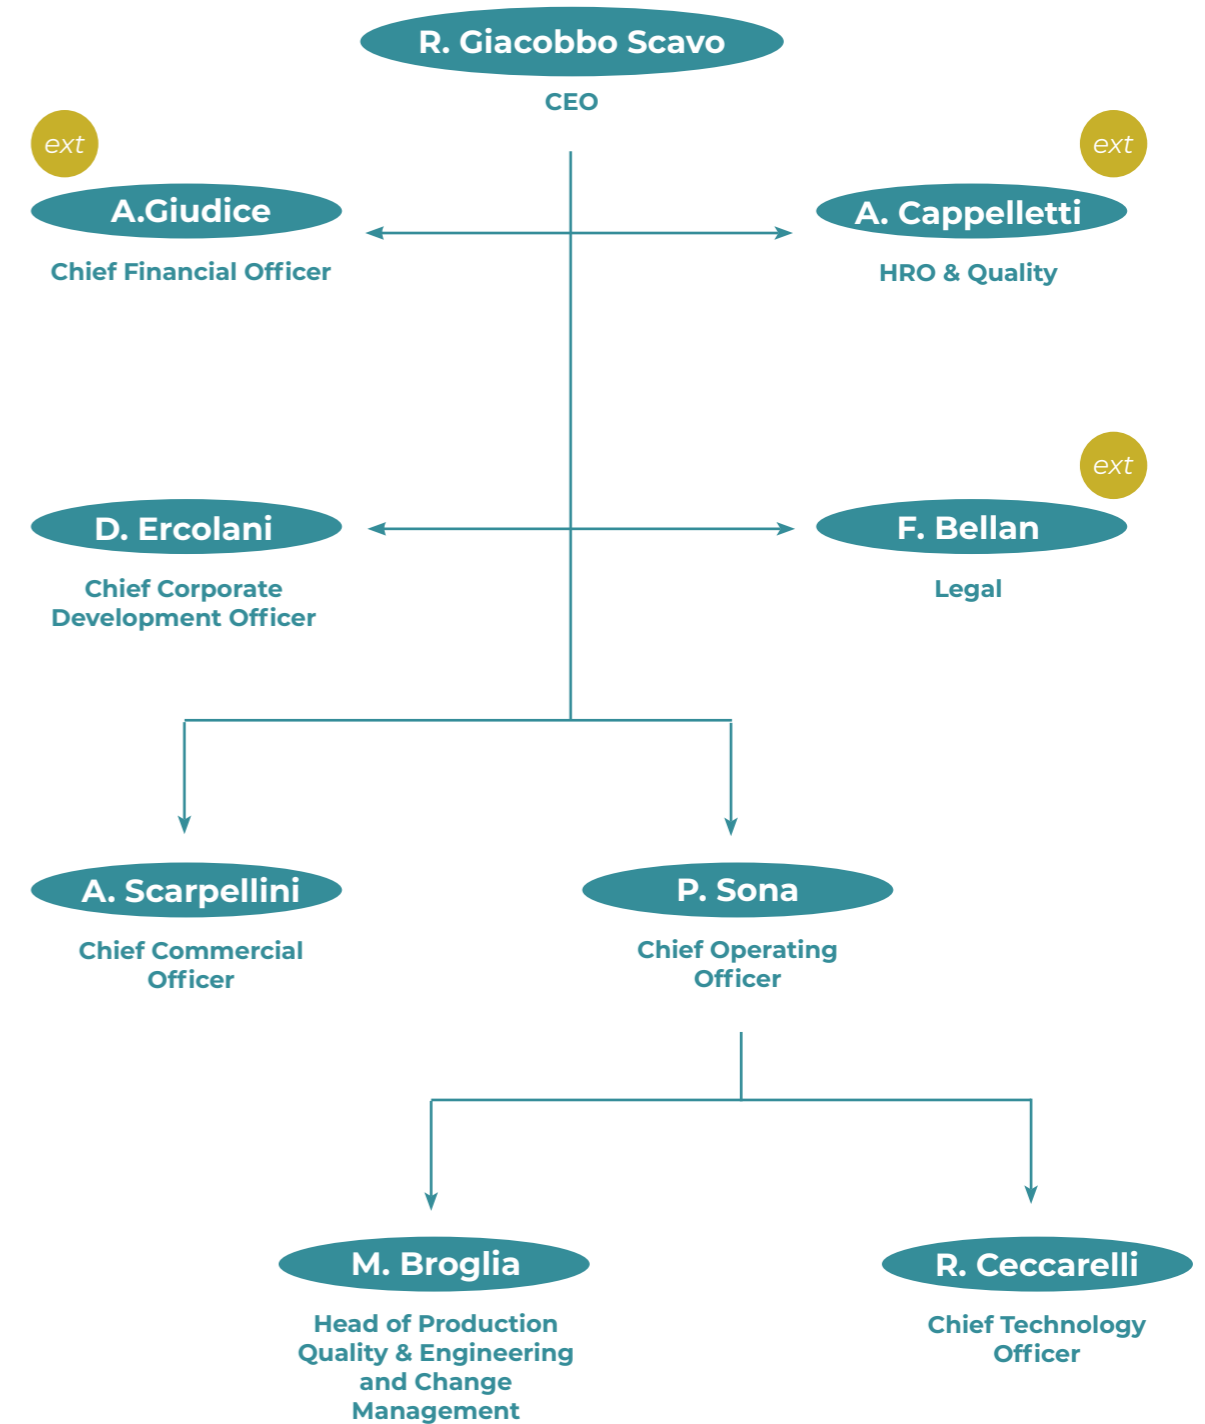 R. Giacobbo Scavo
CEO
ext
ext
A.Giudice
A. Cappelletti
Chief Financial Officer
HRO & Quality
ext
D. Ercolani
F. Bellan
Chief Corporate
Development Officer
Legal
A. Scarpellini
P. Sona
Chief Commercial
Officer
Chief Operating
Officer
M. Broglia
R. Ceccarelli
Head of Production
Quality & Engineering
and Change
Management
Chief Technology
Officer